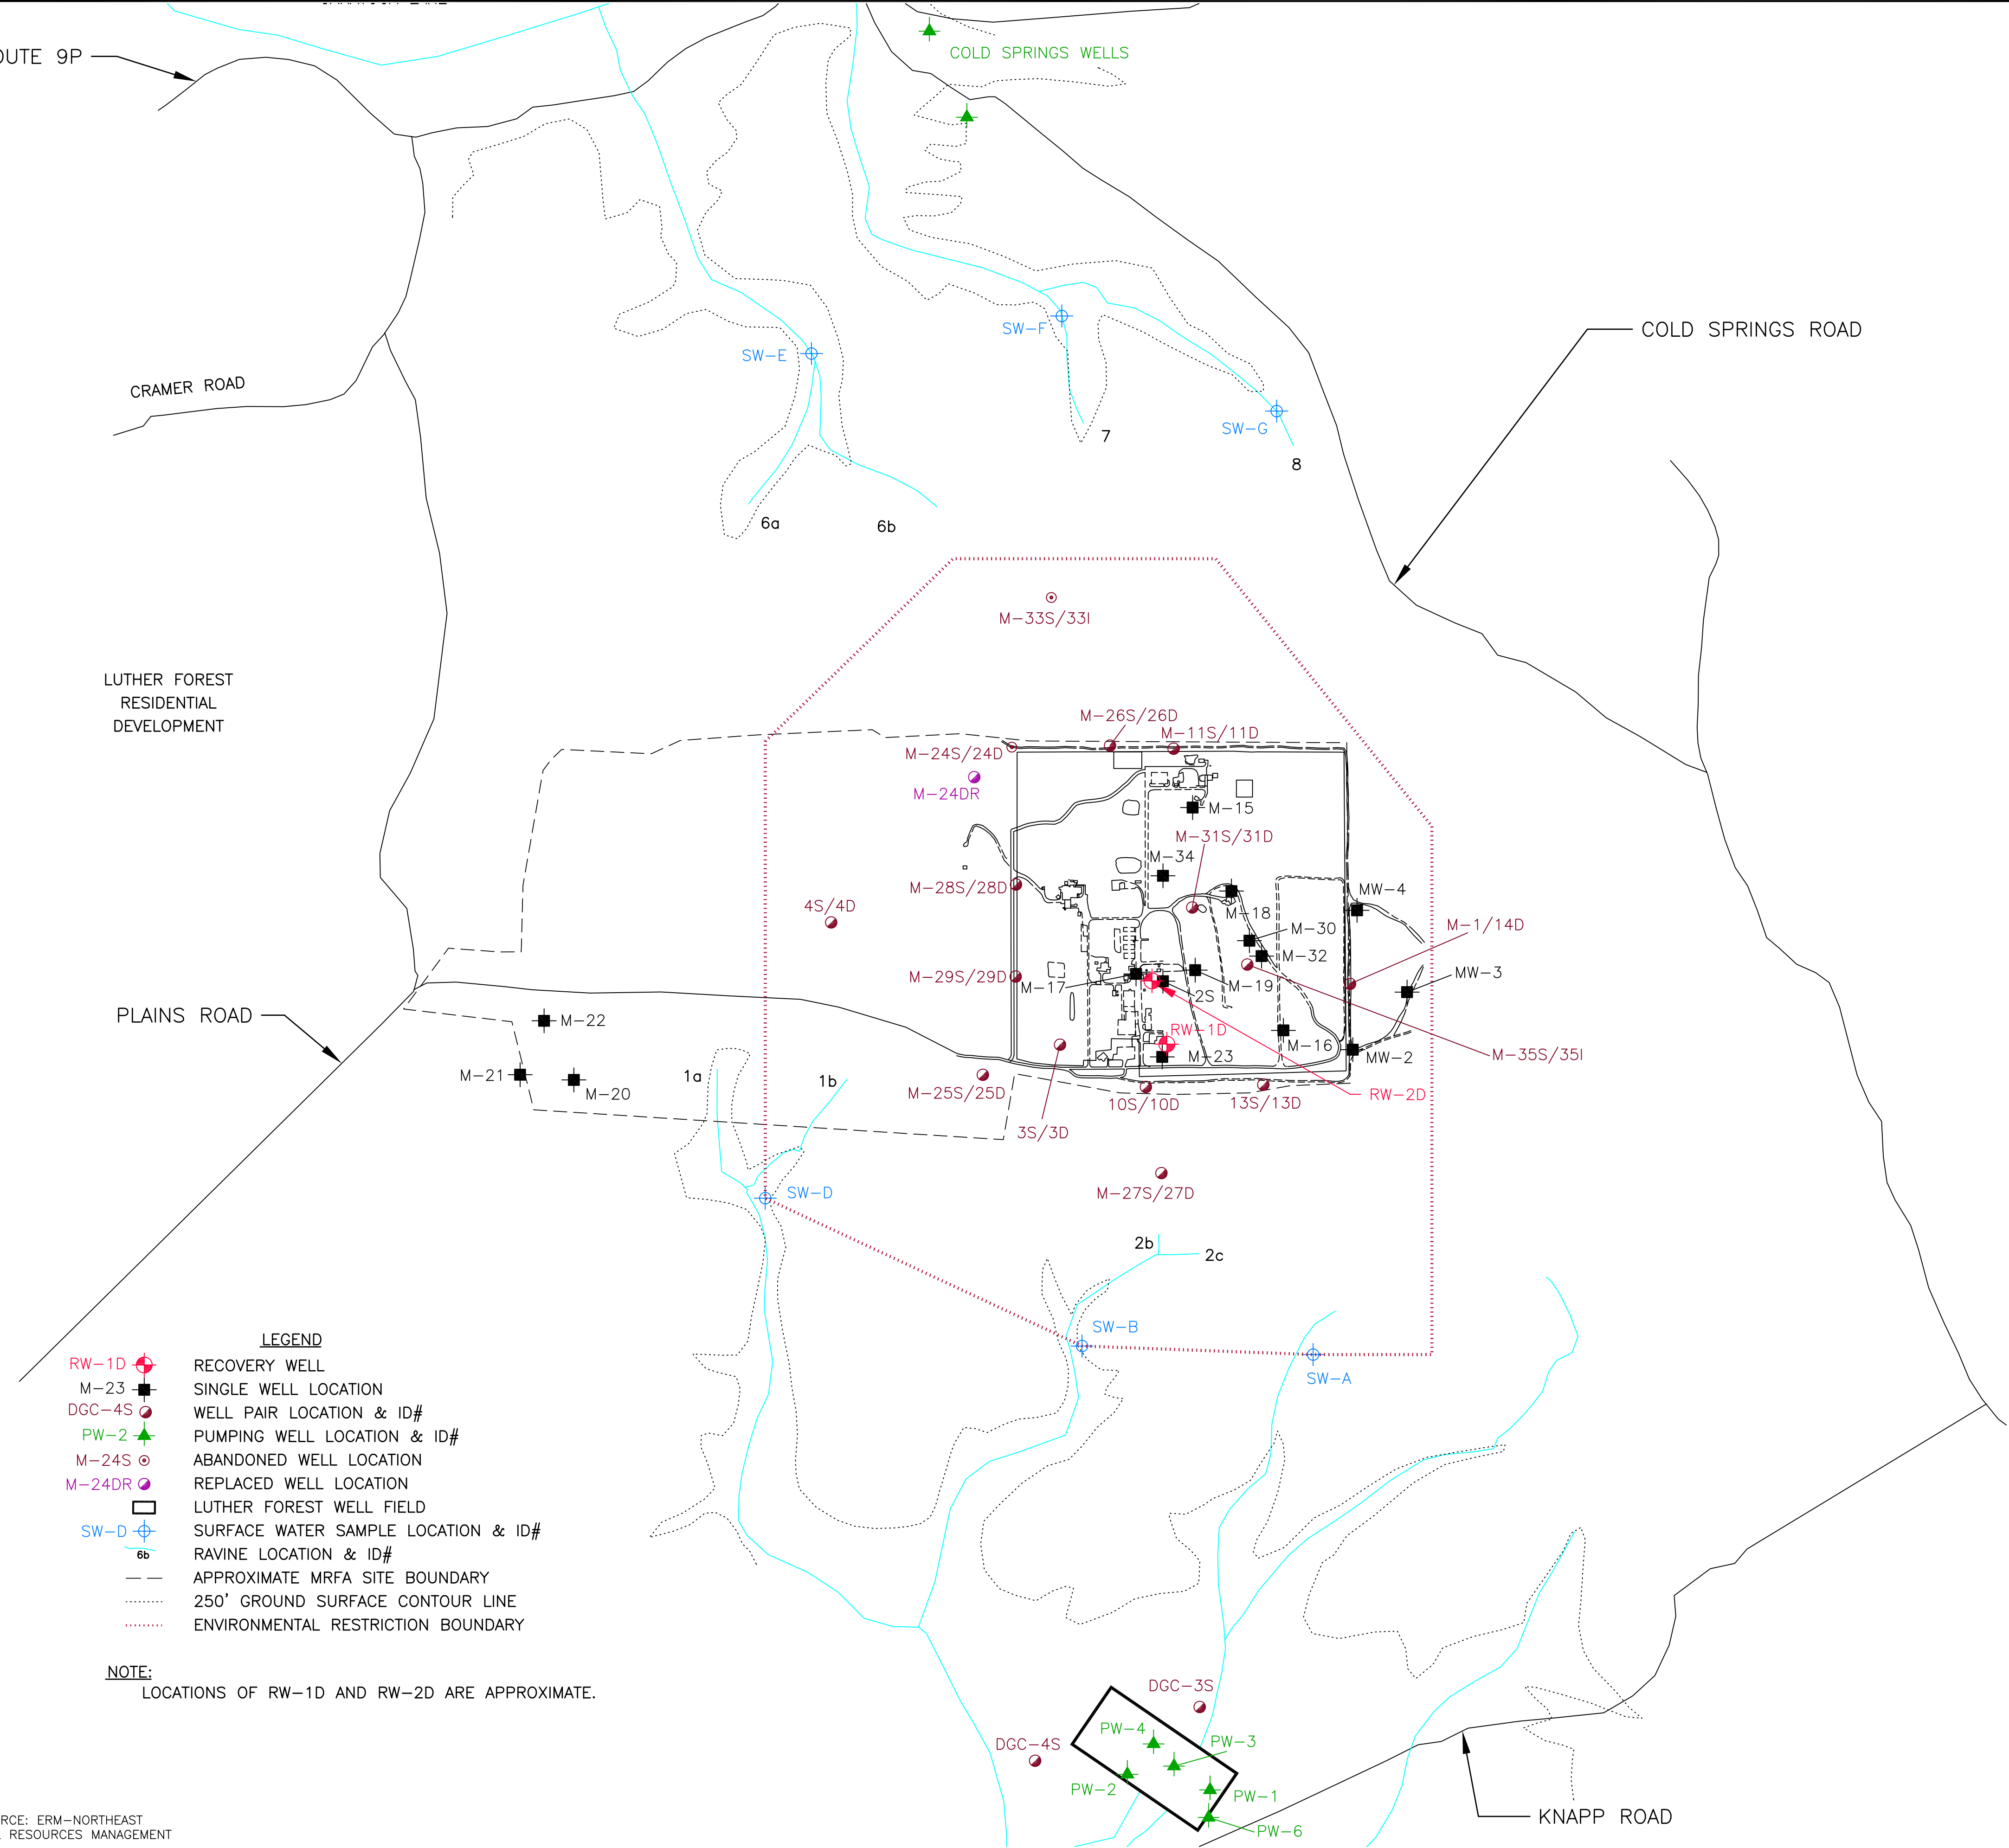 ROUTE 9P
COLD SPRINGS WELLS
SW-F
SW-E
COLD SPRINGS ROAD
CRAMER ROAD
SW-G
7
8
6a
6b
M-33S/33I
LUTHER FOREST
RESIDENTIAL
DEVELOPMENT
M-26S/26D
M-11S/11D
M-24S/24D
M-24DR
M-15
M-31S/31D
M-34
M-28S/28D
MW-4
4S/4D
M-18
M-1/14D
M-30
M-32
M-29S/29D
MW-3
M-17
M-19
2S
PLAINS ROAD
M-22
RW-1D
M-16
M-23
MW-2
M-35S/35I
M-21
1a
1b
M-20
M-25S/25D
RW-2D
10S/10D
13S/13D
3S/3D
SW-D
M-27S/27D
2b
2c
SW-B
SW-A
LEGEND
RW-1D RECOVERY WELL
M-23 SINGLE WELL LOCATION
DGC-4S WELL PAIR LOCATION & ID#
PW-2 PUMPING WELL LOCATION & ID#
M-24S ABANDONED WELL LOCATION
M-24DR REPLACED WELL LOCATION
LUTHER FOREST WELL FIELD
SW-D SURFACE WATER SAMPLE LOCATION & ID#
6b RAVINE LOCATION & ID#
APPROXIMATE MRFA SITE BOUNDARY
250' GROUND SURFACE CONTOUR LINE
ENVIRONMENTAL RESTRICTION BOUNDARY
NOTE:
LOCATIONS OF RW-1D AND RW-2D ARE APPROXIMATE.
DGC-3S
PW-4
PW-3
DGC-4S
PW-2
PW-1
KNAPP ROAD
PW-6
RCE: ERM-NORTHEAST
RESOURCES MANAGEMENT